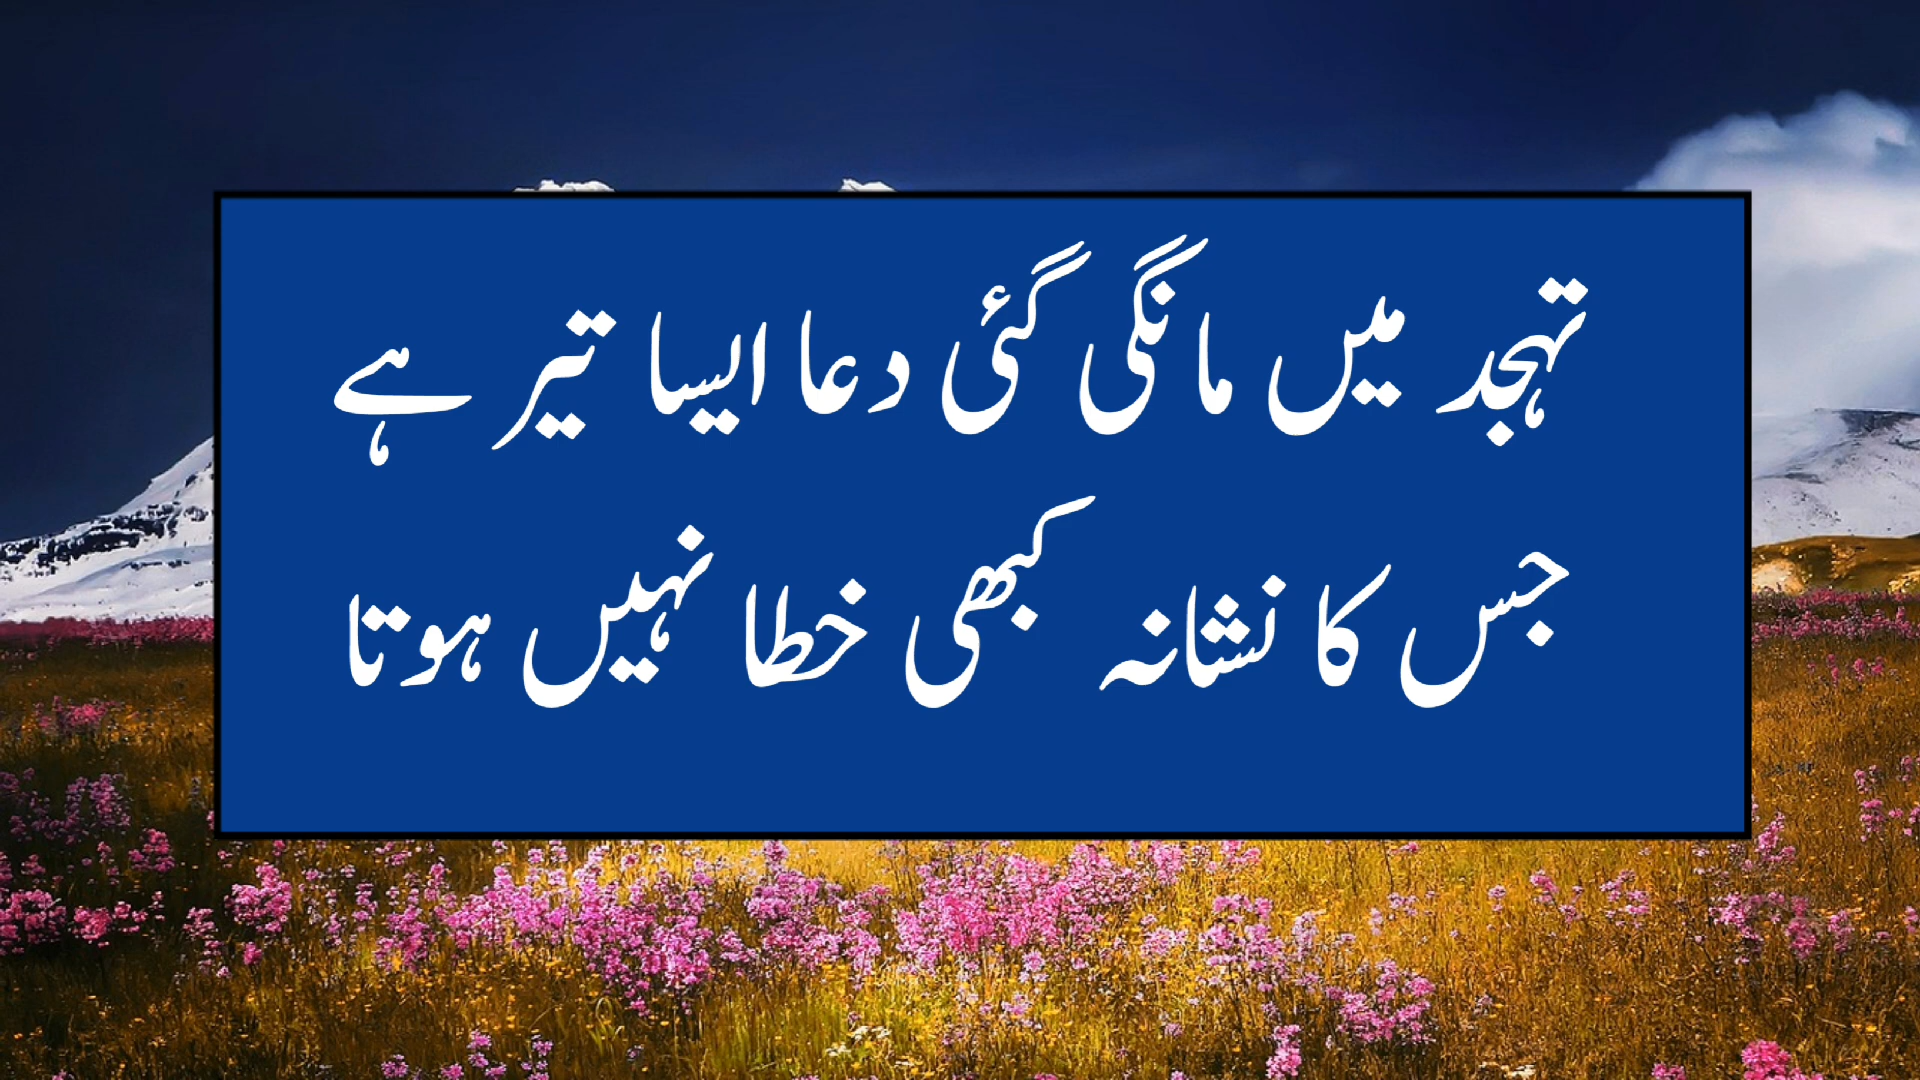 تہجد میں مانگی گئی دعا ایسا تیر ہے
جس کا نشانہ کبھی خطا نہیں ہوتا